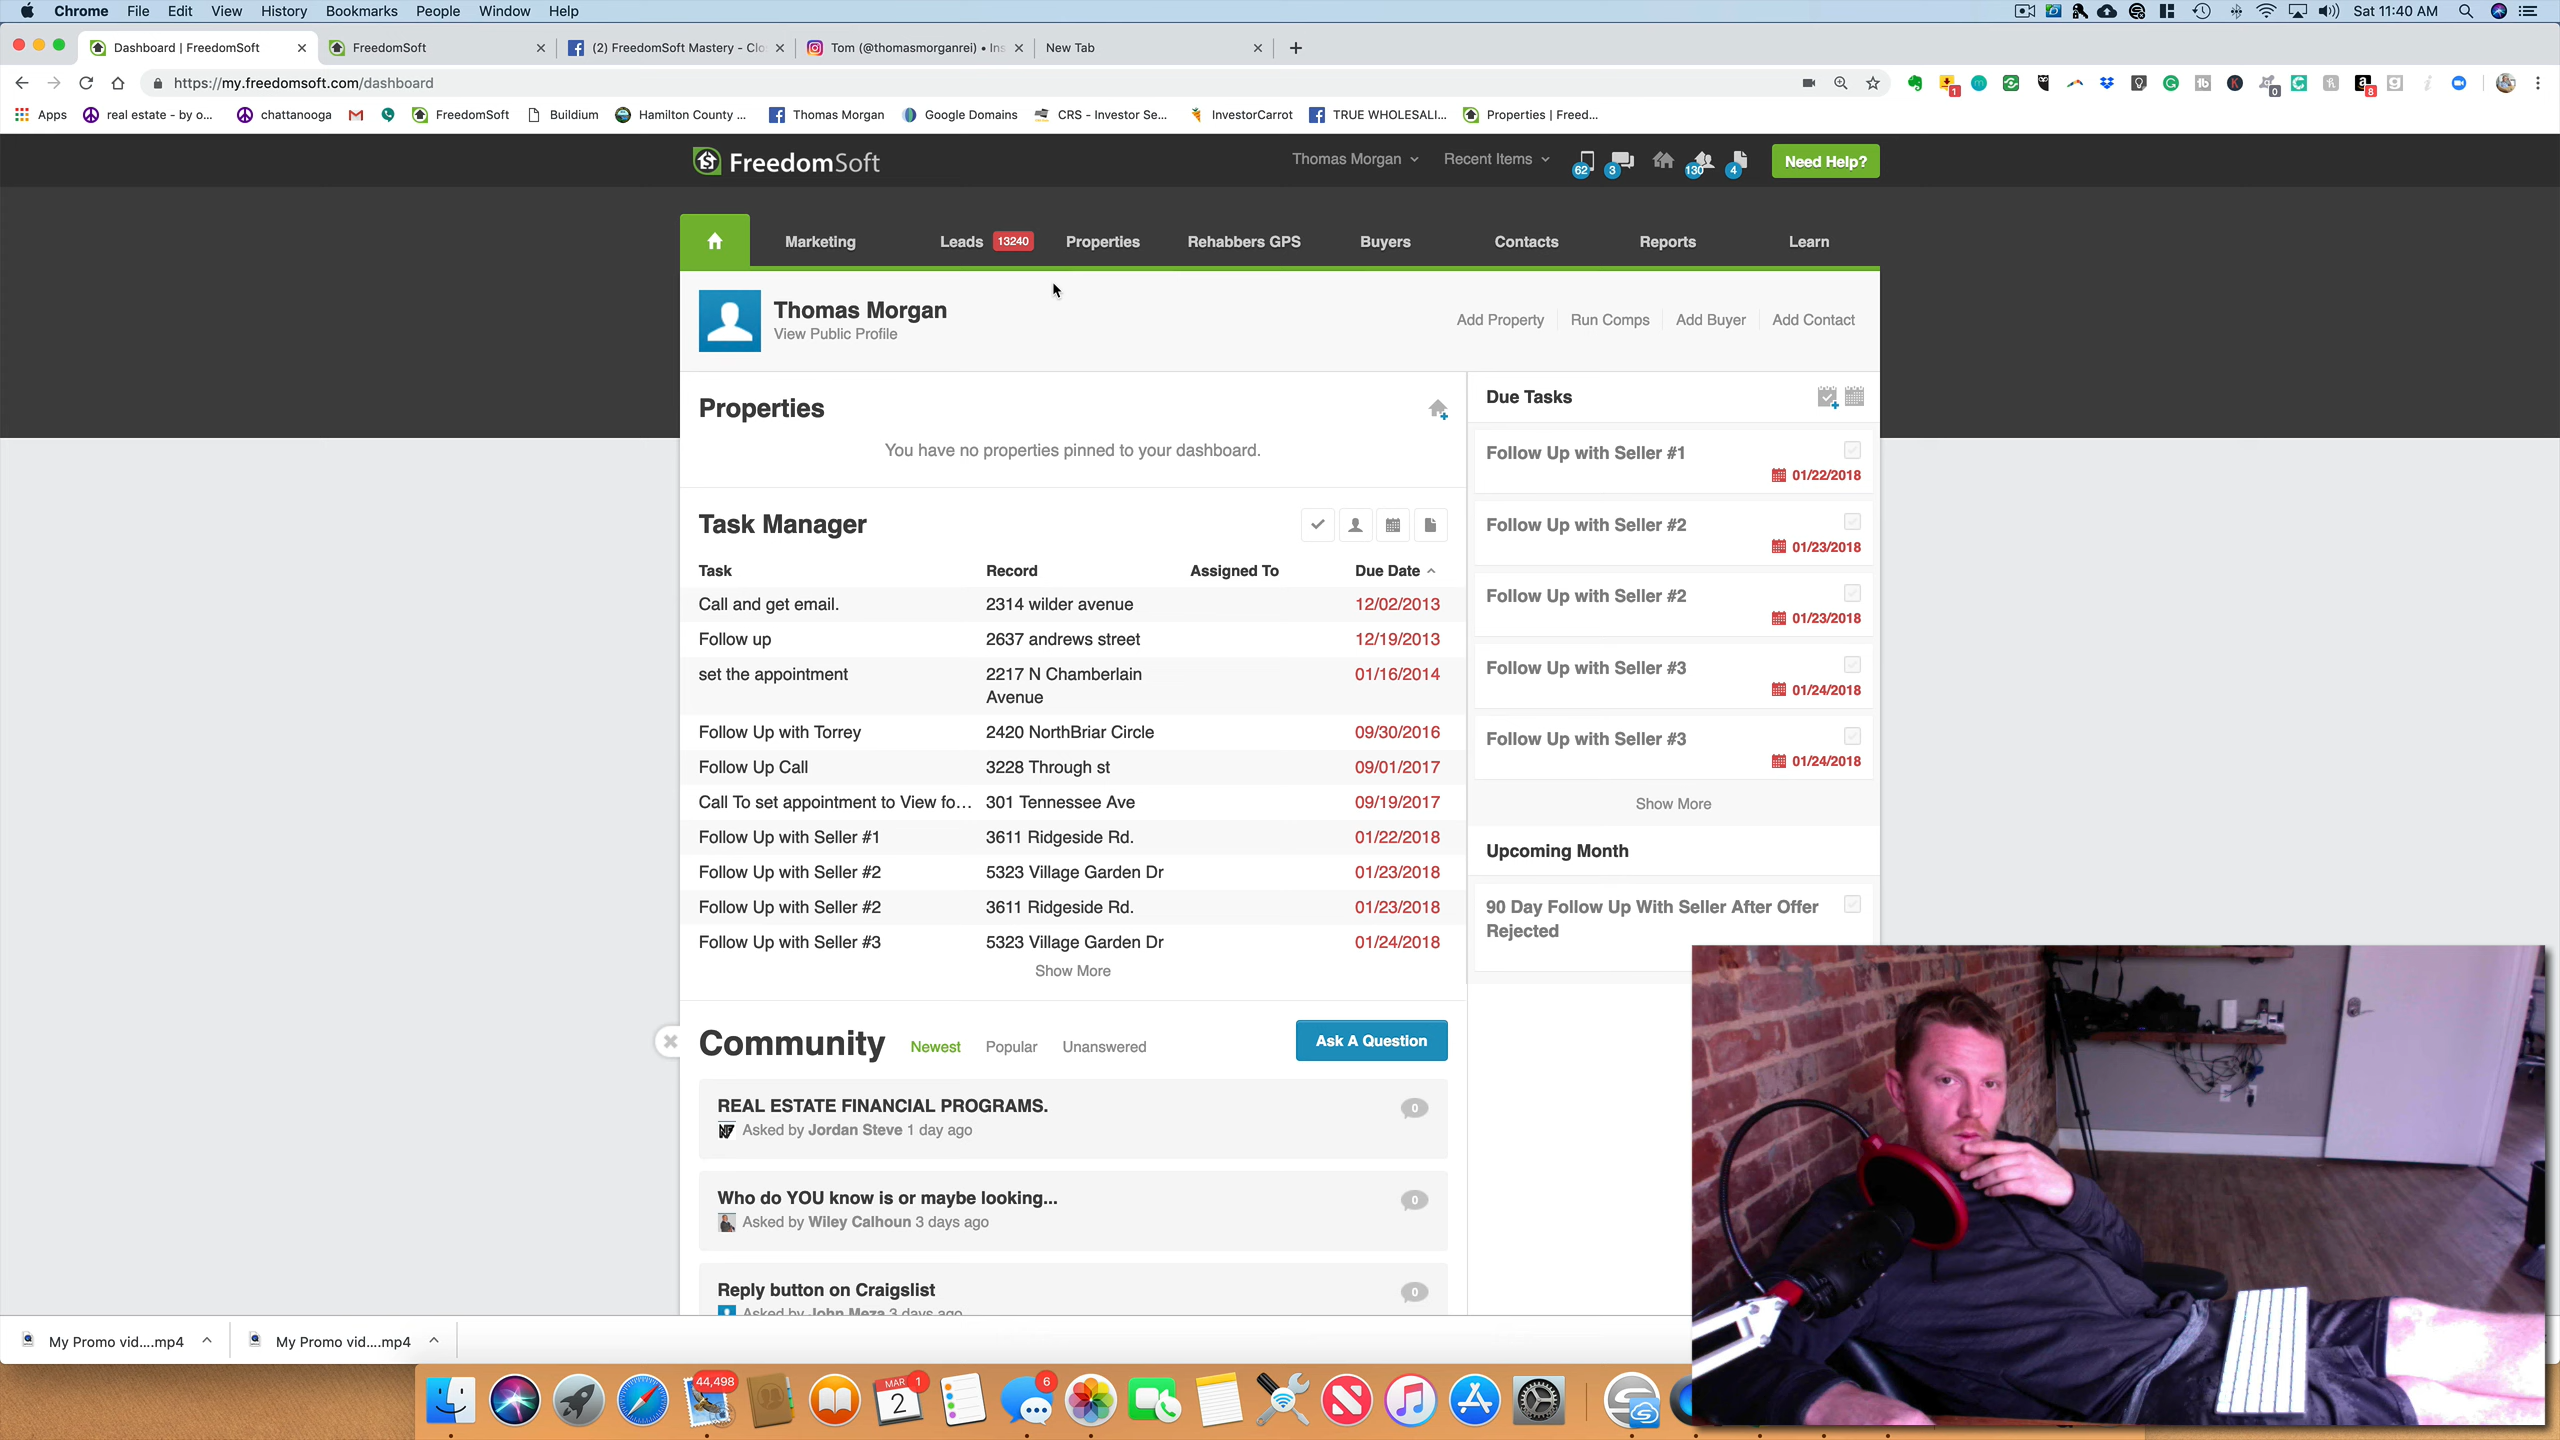 Chrome File Edit View History Bookmarks People Window Help Sat 11:40 AM
Dashboard | FreedomSoft FreedomSoft (2) FreedomSoft Mastery - Clo Tom (@thomasmorganrei) • Ins New Tab
https://my.freedomsoft.com/dashboard
Apps real estate - by o... chattanooga FreedomSoft Buildium Hamilton County ... Thomas Morgan Google Domains CRS - Investor Se... InvestorCarrot TRUE WHOLESALI... Properties | Freed...
FreedomSoft Thomas Morgan Recent Items 62 3 130 4 Need Help?
Marketing Leads 13240 Properties Rehabbers GPS Buyers Contacts Reports Learn
Thomas Morgan
View Public Profile
Add Property Run Comps Add Buyer Add Contact
Properties
You have no properties pinned to your dashboard.
Task Manager
Task Record Assigned To Due Date
Call and get email. 2314 wilder avenue 12/02/2013
Follow up 2637 andrews street 12/19/2013
set the appointment 2217 N Chamberlain Avenue 01/16/2014
Follow Up with Torrey 2420 NorthBriar Circle 09/30/2016
Follow Up Call 3228 Through st 09/01/2017
Call To set appointment to View fo... 301 Tennessee Ave 09/19/2017
Follow Up with Seller #1 3611 Ridgeside Rd. 01/22/2018
Follow Up with Seller #2 5323 Village Garden Dr 01/23/2018
Follow Up with Seller #2 3611 Ridgeside Rd. 01/23/2018
Follow Up with Seller #3 5323 Village Garden Dr 01/24/2018
Show More
Due Tasks
Follow Up with Seller #1
01/22/2018
Follow Up with Seller #2
01/23/2018
Follow Up with Seller #2
01/23/2018
Follow Up with Seller #3
01/24/2018
Follow Up with Seller #3
01/24/2018
Show More
Upcoming Month
90 Day Follow Up With Seller After Offer
Rejected
Community Newest Popular Unanswered Ask A Question
REAL ESTATE FINANCIAL PROGRAMS. 0
Asked by Jordan Steve 1 day ago
Who do YOU know is or maybe looking... 0
Asked by Wiley Calhoun 3 days ago
Reply button on Craigslist 0
Asked by John Meza 3 days ago
My Promo vid....mp4 My Promo vid....mp4
44,498 MAR 2 1 6